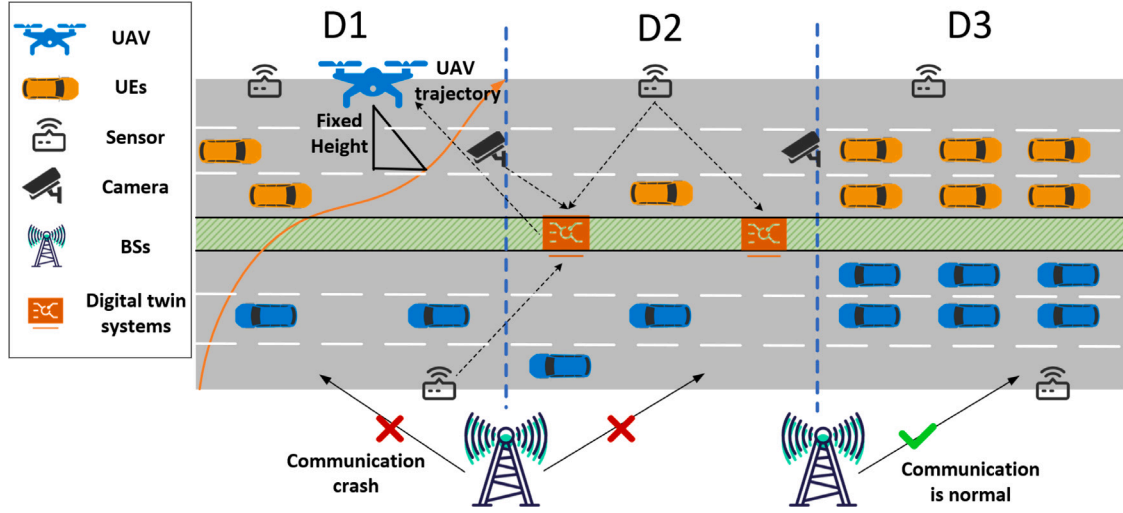 UAV
UEs
Sensor
Camera
BSs
Digital twin
systems
D1
D2
D3
UAV
trajectory
Fixed
Height
Communication
crash
Communication
is normal